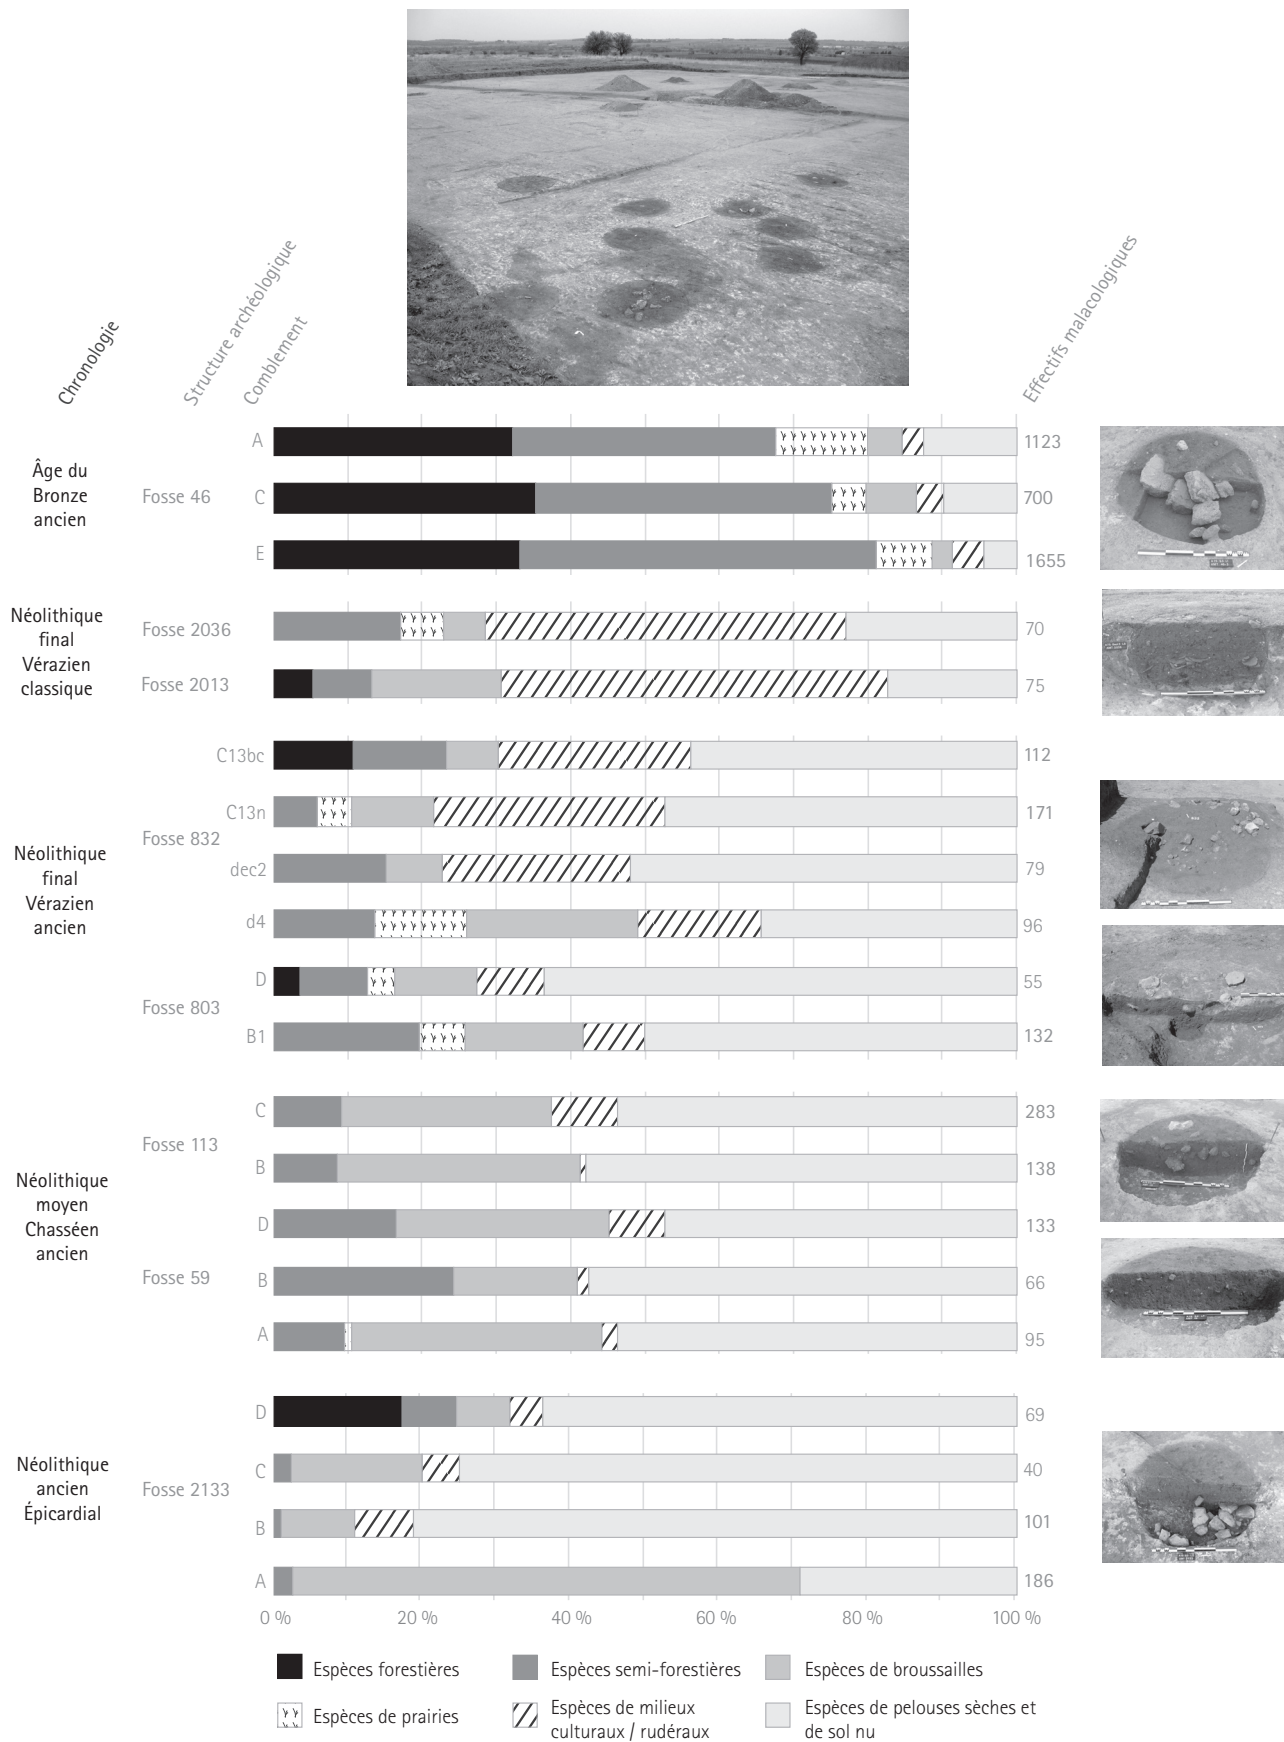 Chronologie
Structure archéologique
Comblement
Effectifs malacologiques
Âge du
Bronze
ancien
Fosse 46
A
1123
C
700
E
1655
Néolithique
final
Vérazien
classique
Fosse 2036
70
Fosse 2013
75
Néolithique
final
Vérazien
ancien
Fosse 832
C13bc
112
C13n
171
dec2
79
d4
96
Fosse 803
D
55
B1
132
Néolithique
moyen
Chasséen
ancien
Fosse 113
C
283
B
138
Fosse 59
D
133
B
66
A
95
Néolithique
ancien
Épicardial
Fosse 2133
D
69
C
40
B
101
A
186
0 %
20 %
40 %
60 %
80 %
100 %
Espèces forestières
Espèces semi-forestières
Espèces de broussailles
Espèces de prairies
Espèces de milieux
culturaux / rudéraux
Espèces de pelouses sèches et
de sol nu